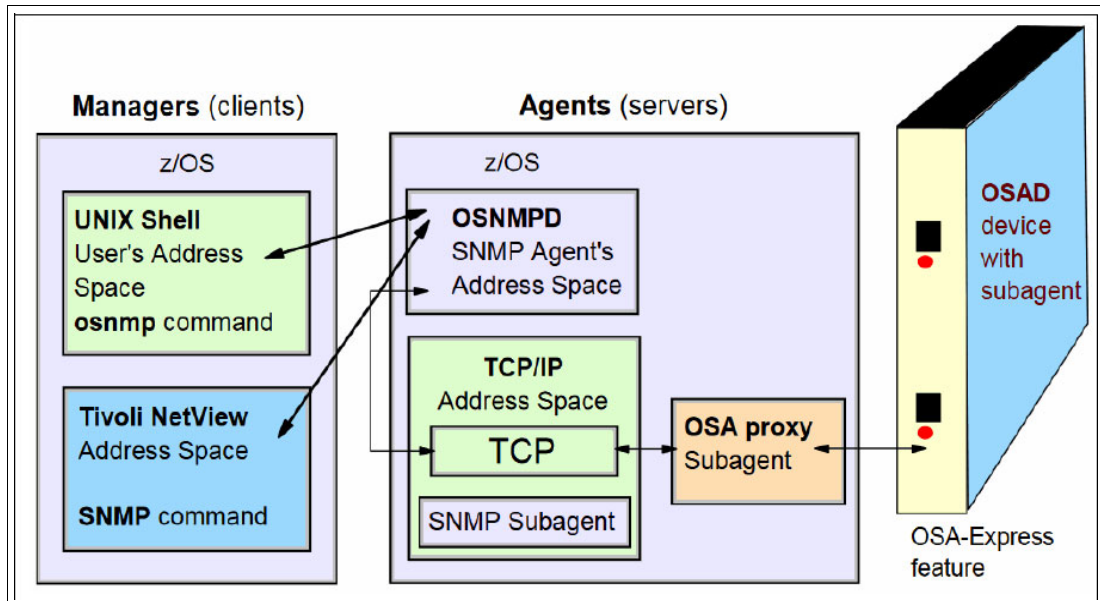 Managers (clients)
z/OS
UNIX Shell
User's Address
Space
osnmp command
Tivoli NetView
Address Space
SNMP command
Agents (servers)
z/OS
OSNMPD
SNMP Agent's
Address Space
TCP/IP
Address Space
TCP
SNMP Subagent
OSA proxy
Subagent
OSAD
device
with
subagent
OSA-Express
feature